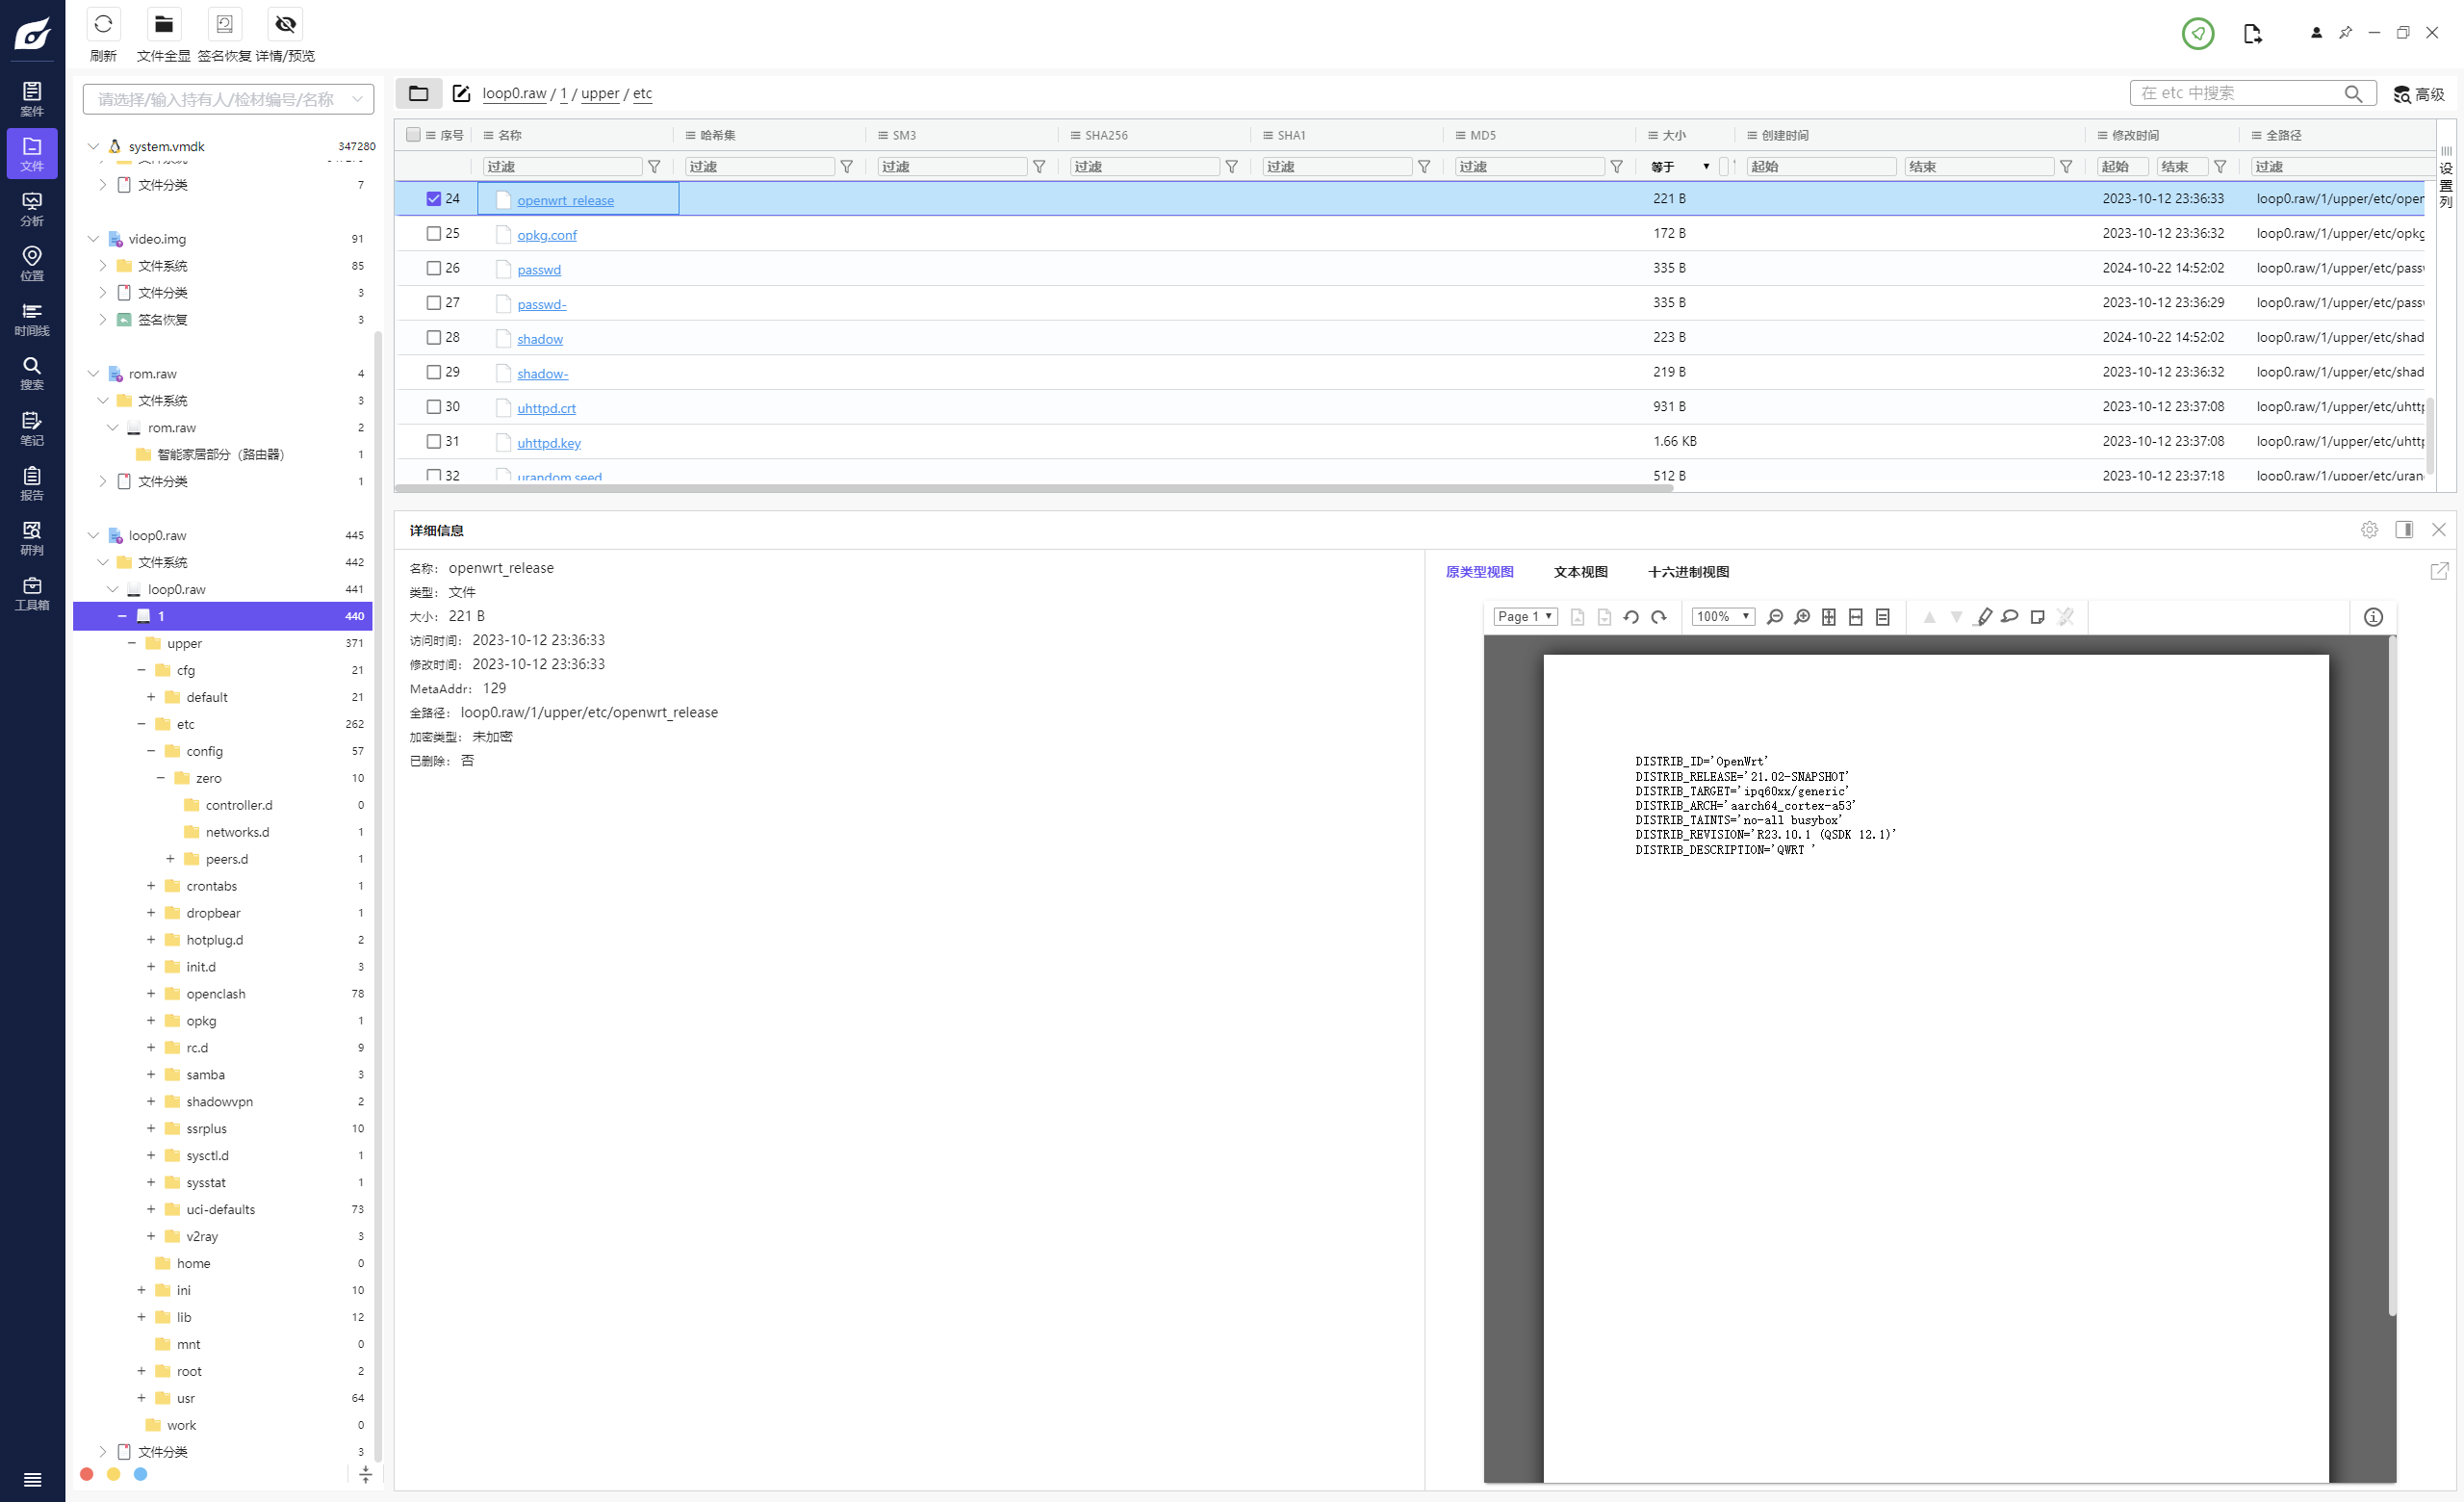 刷新 文件全显 签名恢复 详情/预览
案件
文件
分析
位置
时间线
搜索
笔记
报告
研判
工具箱
请选择/输入持有人/检材编号/名称
system.vmdk 347280
文件分类 7
video.img 91
文件系统 85
文件分类 3
签名恢复 3
rom.raw 4
文件系统 3
rom.raw 2
智能家居部分（路由器） 1
文件分类 1
loop0.raw 445
文件系统 442
loop0.raw 441
1 440
upper 371
cfg 21
default 21
etc 262
config 57
zero 10
controller.d 0
networks.d 1
peers.d 1
crontabs 1
dropbear 1
hotplug.d 2
init.d 3
openclash 78
opkg 1
rc.d 9
samba 3
shadowvpn 2
ssrplus 10
sysctl.d 1
sysstat 1
uci-defaults 73
v2ray 3
home 0
ini 10
lib 12
mnt 0
root 2
usr 64
work 0
文件分类 3
loop0.raw / 1 / upper / etc
在 etc 中搜索 高级
序号 名称 哈希集 SM3 SHA256 SHA1 MD5 大小 创建时间 修改时间 全路径
过滤 过滤 过滤 过滤 过滤 过滤 等于 起始 结束 起始 结束 过滤
设置列
24 openwrt_release 221 B 2023-10-12 23:36:33 loop0.raw/1/upper/etc/open
25 opkg.conf 172 B 2023-10-12 23:36:32 loop0.raw/1/upper/etc/opkg
26 passwd 335 B 2024-10-22 14:52:02 loop0.raw/1/upper/etc/pass
27 passwd- 335 B 2023-10-12 23:36:29 loop0.raw/1/upper/etc/pass
28 shadow 223 B 2024-10-22 14:52:02 loop0.raw/1/upper/etc/shad
29 shadow- 219 B 2023-10-12 23:36:32 loop0.raw/1/upper/etc/shad
30 uhttpd.crt 931 B 2023-10-12 23:37:08 loop0.raw/1/upper/etc/uhttp
31 uhttpd.key 1.66 KB 2023-10-12 23:37:08 loop0.raw/1/upper/etc/uhttp
32 urandom.seed 512 B 2023-10-12 23:37:18 loop0.raw/1/upper/etc/uran
详细信息
名称： openwrt_release
类型： 文件
大小： 221 B
访问时间： 2023-10-12 23:36:33
修改时间： 2023-10-12 23:36:33
MetaAddr： 129
全路径： loop0.raw/1/upper/etc/openwrt_release
加密类型： 未加密
已删除： 否
原类型视图 文本视图 十六进制视图
Page 1 100%
DISTRIB_ID='OpenWrt'
DISTRIB_RELEASE='21.02-SNAPSHOT'
DISTRIB_TARGET='ipq60xx/generic'
DISTRIB_ARCH='aarch64_cortex-a53'
DISTRIB_TAINTS='no-all busybox'
DISTRIB_REVISION='R23.10.1 (QSDK 12.1)'
DISTRIB_DESCRIPTION='QWRT '